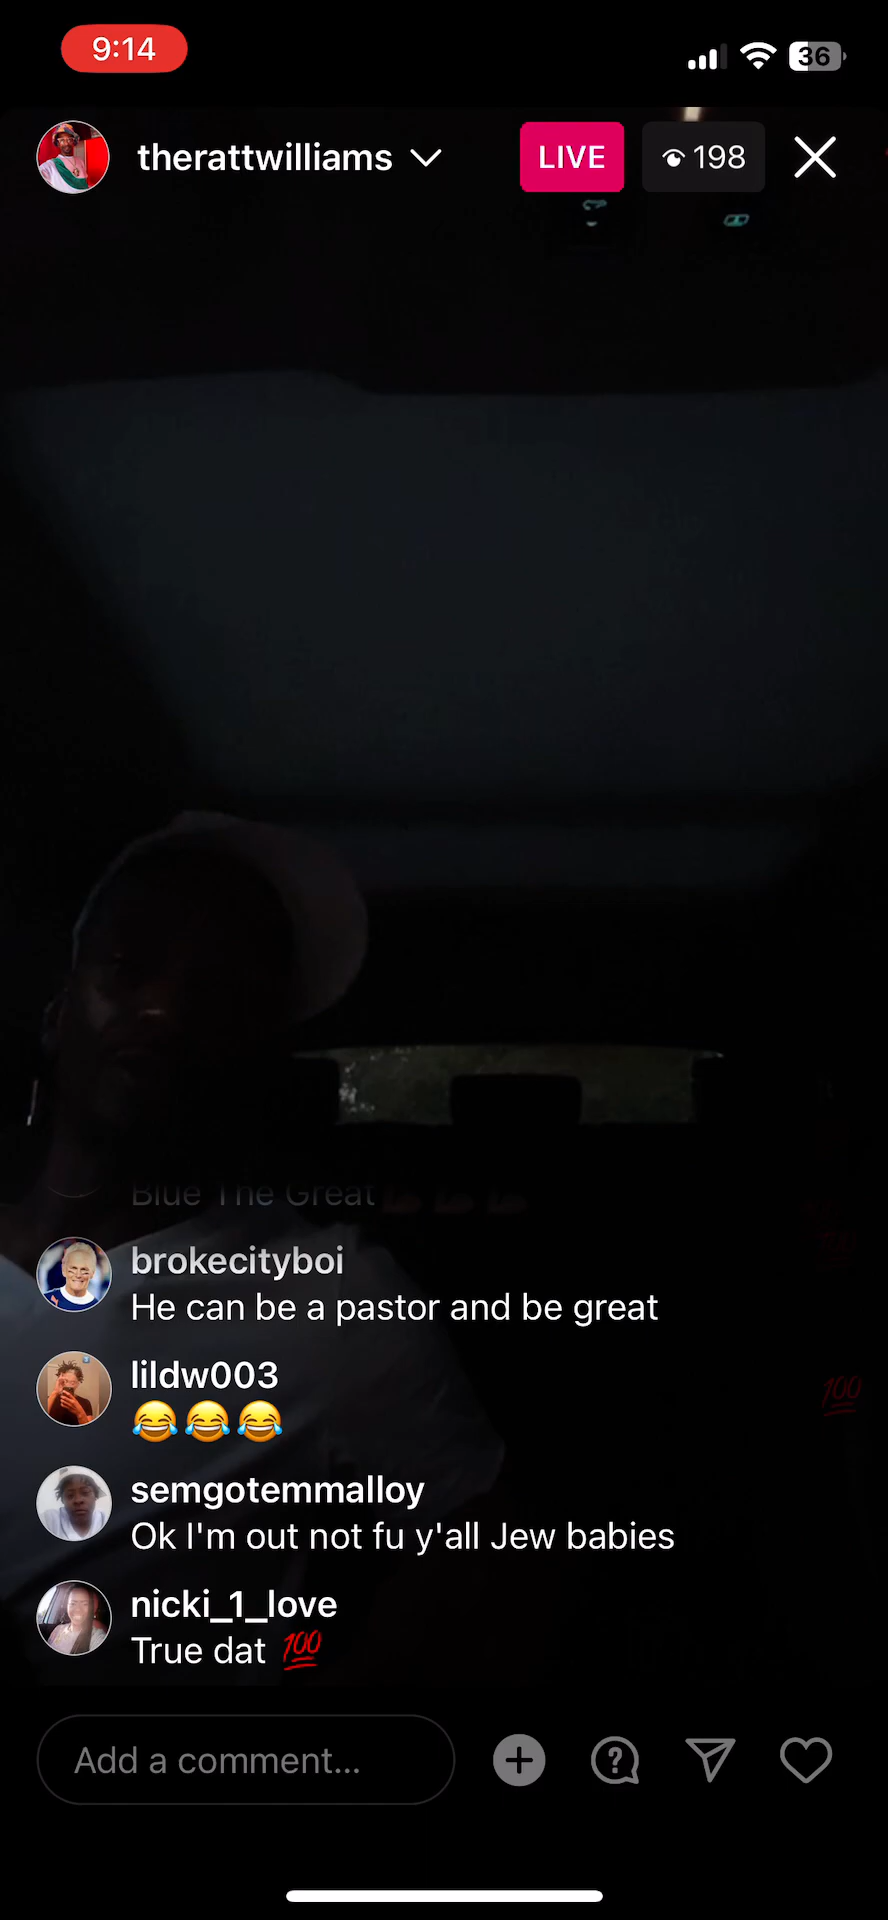 9:14
36
therattwilliams
LIVE
198
Blue The Great
brokecityboi
He can be a pastor and be great
lildw003
😂😂😂
semgotemmalloy
Ok I'm out not fu y'all Jew babies
nicki_1_love
True dat 💯
Add a comment...